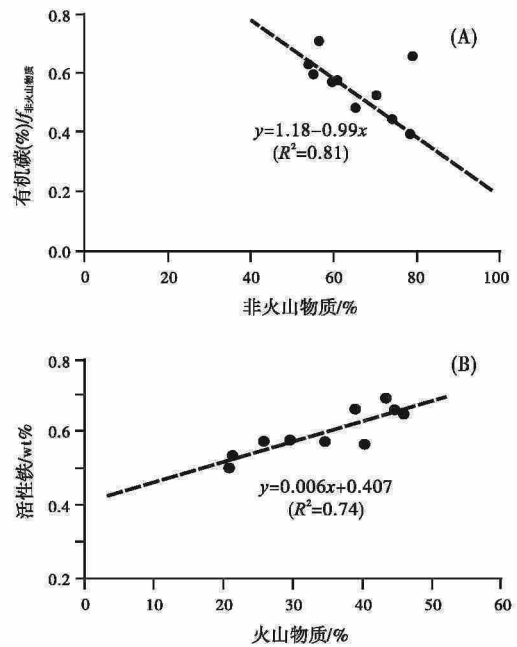 (A)
0.8
0.6
0.4
0.2
0.0
有机碳(%)/f非火山物质
y=1.18−0.99x
(R²=0.81)
0 20 40 60 80 100
非火山物质/%
(B)
0.8
0.6
0.4
0.2
活性铁/wt%
y=0.006x+0.407
(R²=0.74)
0 10 20 30 40 50 60
火山物质/%